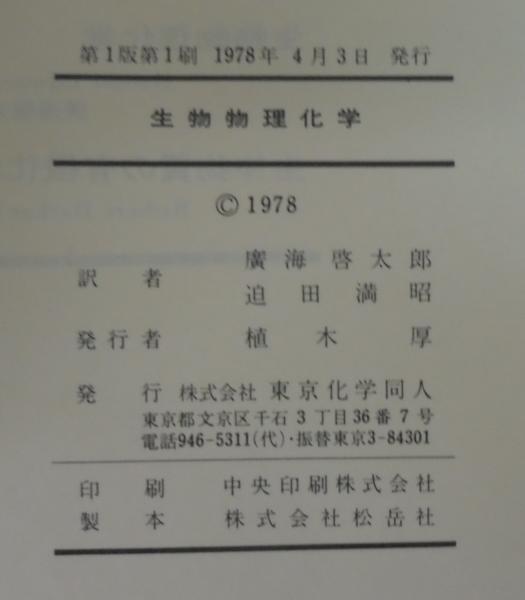 第1版第1刷 1978年 4月3日 発行
生物物理化学
© 1978
訳者 廣海啓太郎
迫田満昭
発行者 植木厚
発行 株式会社 東京化学同人
東京都文京区千石 3 丁目36番 7 号
電話946-5311(代)・振替東京3-84301
印刷 中央印刷株式会社
製本 株式会社松岳社